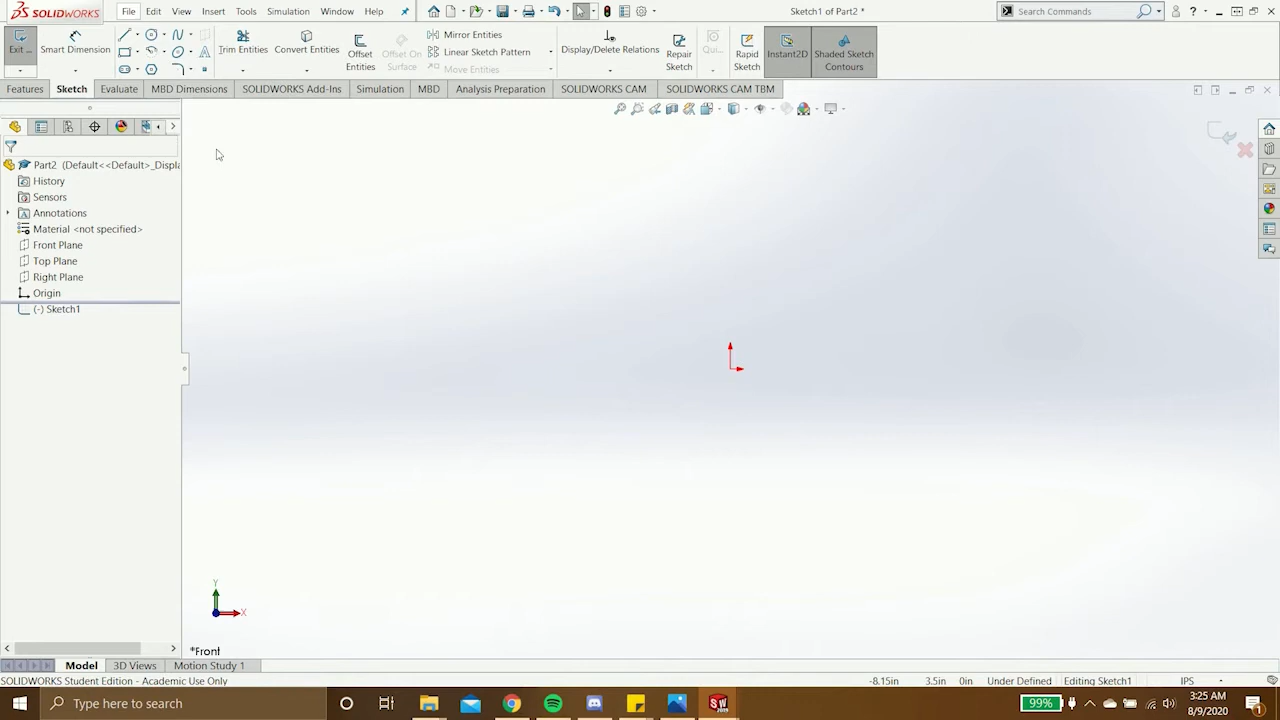 SOLIDWORKS File Edit View Insert Tools Simulation Window Help Sketch1 of Part2 * Search Commands
Exit ... Smart Dimension Trim Entities Convert Entities Offset Entities Offset On Surface Mirror Entities Linear Sketch Pattern Move Entities Display/Delete Relations Repair Sketch Qui... Rapid Sketch Instant2D Shaded Sketch Contours
Features Sketch Evaluate MBD Dimensions SOLIDWORKS Add-Ins Simulation MBD Analysis Preparation SOLIDWORKS CAM SOLIDWORKS CAM TBM
Part2 (Default<<Default>_Displa
History
Sensors
Annotations
Material <not specified>
Front Plane
Top Plane
Right Plane
Origin
(-) Sketch1
Y
X
*Front
Model 3D Views Motion Study 1
SOLIDWORKS Student Edition - Academic Use Only -8.15in 3.5in 0in Under Defined Editing Sketch1 IPS
Type here to search 99% 3:25 AM
8/9/2020